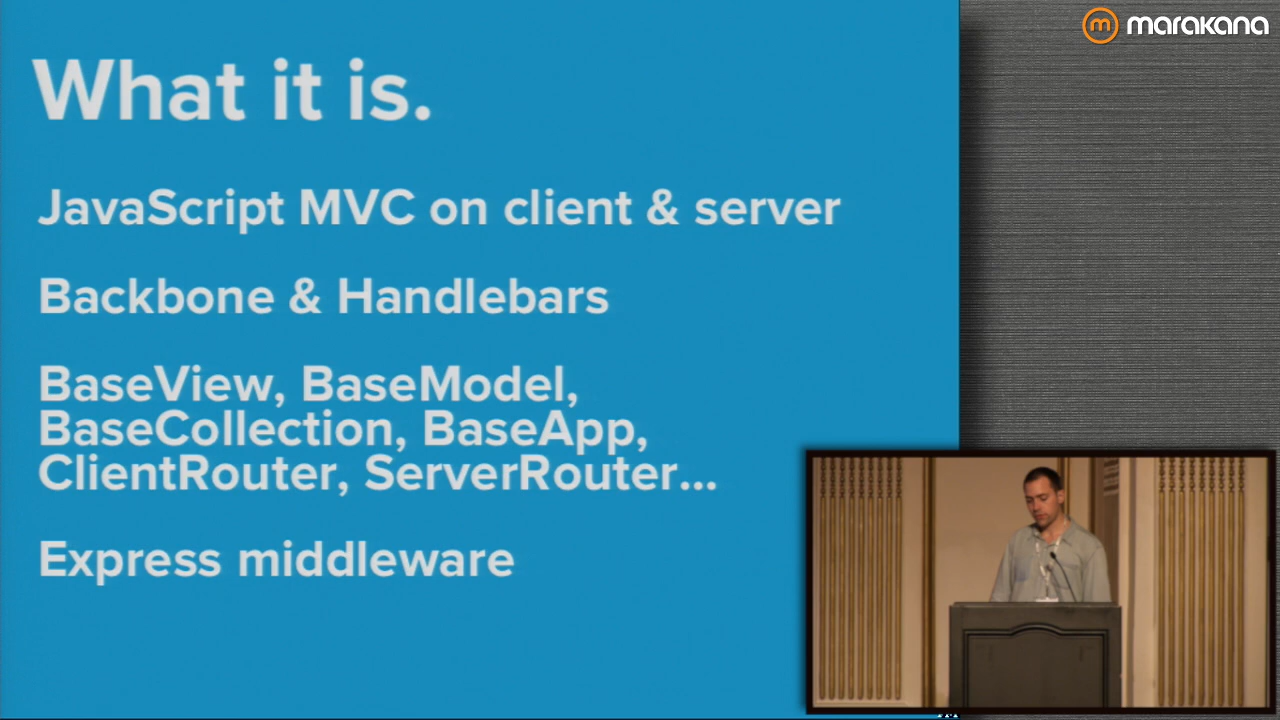 marakana
What it is.
JavaScript MVC on client & server
Backbone & Handlebars
BaseView, BaseModel,
BaseCollection, BaseApp,
ClientRouter, ServerRouter...
Express middleware